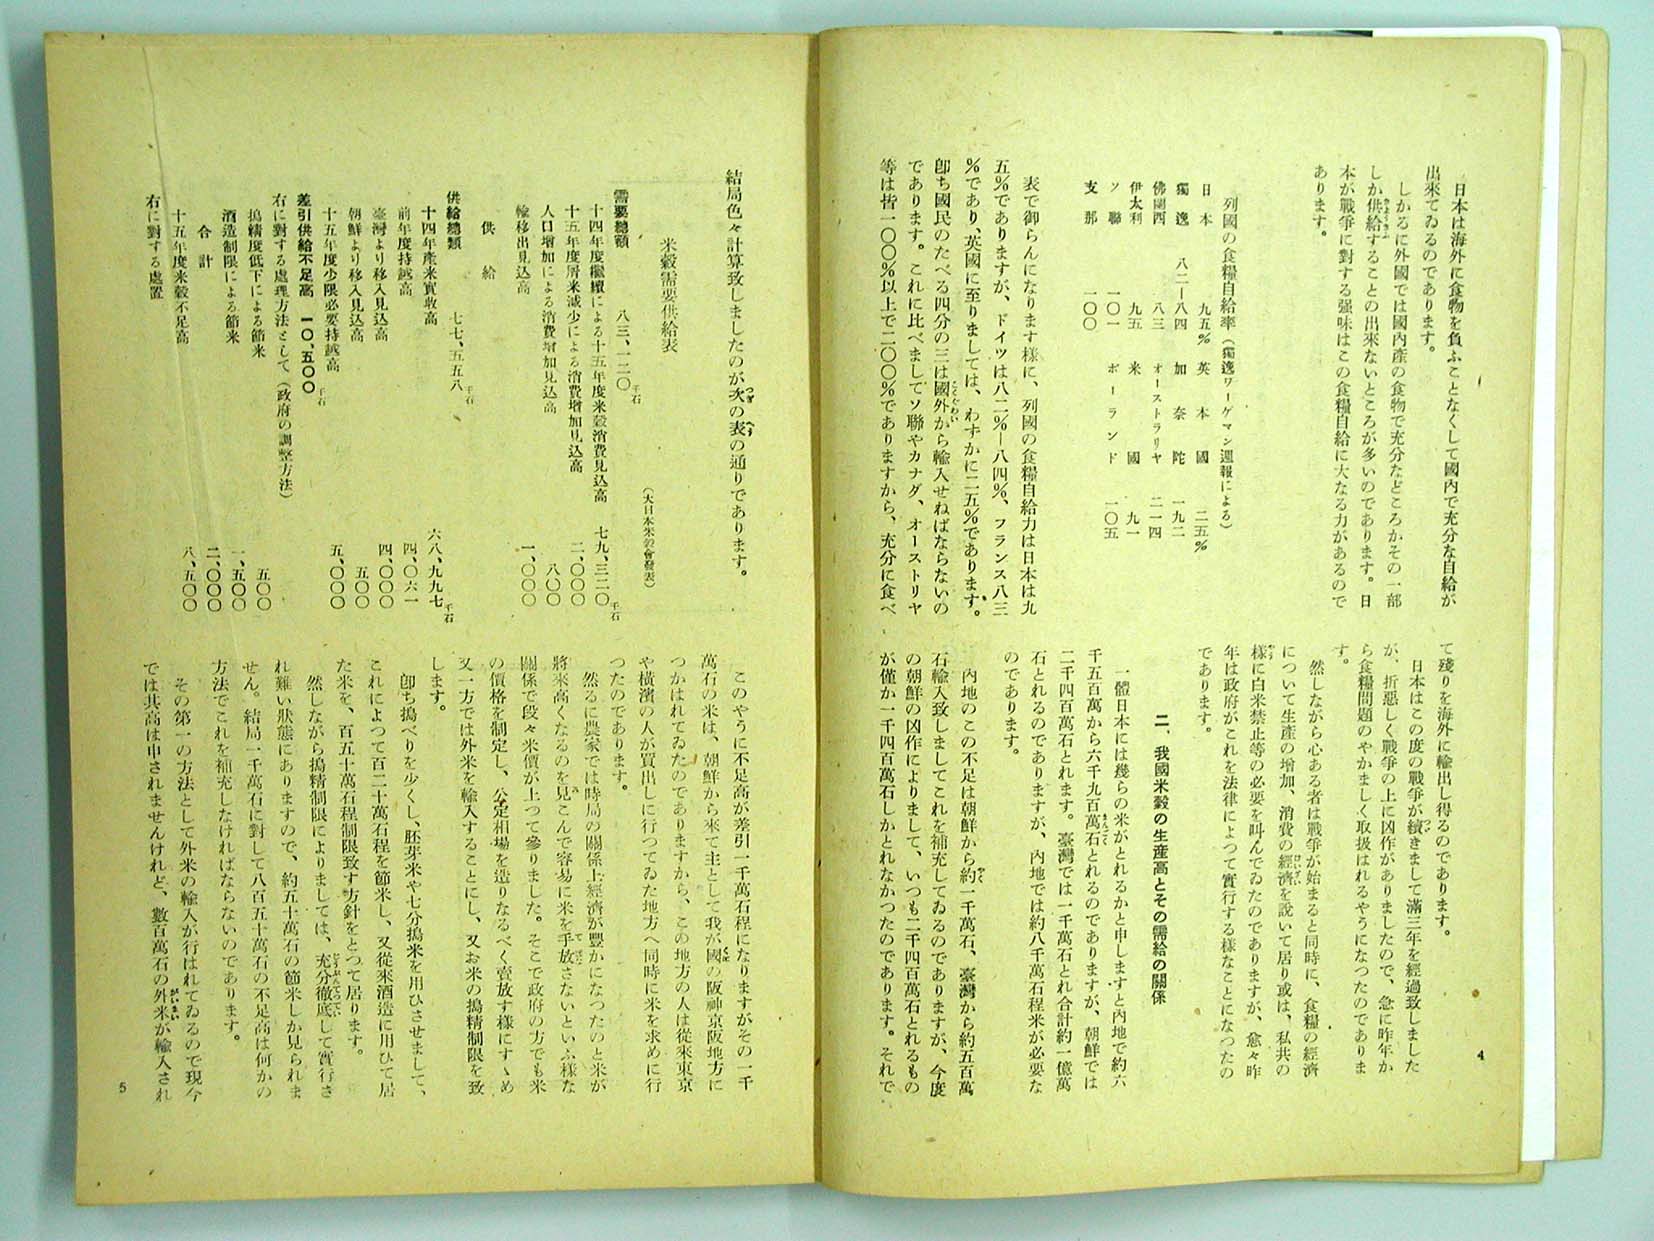 日本は海外に食物を負ふことなくして國内で充分な自給が
出來てゐるのであります。
しかるに外國では國内產の食物で充分などころかその一部
しか供給することの出來ないところが多いのであります。日
本が戰爭に對する强味はこの食糧自給に大なる力があるので
あります。
列國の食糧自給率(獨逸ワーゲマン週報による)
日本 九五% 英本國 二五%
獨逸 八二—八四 加奈陀 一九二
佛蘭西 八三 オーストラリヤ 二一四
伊太利 九五 米國 九一
ソ聯 一〇一 ポーランド 一〇五
支那 一〇〇
表で御らんになります樣に、列國の食糧自給力は日本は九
五%でありますが、ドイツは八二%—八四%、フランス八三
%であり、英國に至りましては、わずかに二五%であります。
卽ち國民のたべる四分の三は國外から輸入せねばならないの
であります。これに比べましてソ聯やカナダ、オーストリヤ
等は皆一〇〇%以上で二〇〇%でありますから、充分に食べ
て殘りを海外に輸出し得るのであります。
日本はこの度の戰爭が續きまして滿三年を經過致しました
が、折惡しく戰爭の上に凶作がありましたので、急に昨年か
ら食糧問題のやかましく取扱はれるやうになつたのでありま
す。
然しながら心ある者は戰爭が始まると同時に、食糧の經濟
について生產の增加、消費の經濟を說いて居り或は、私共の
樣に白米禁止等の必要を叫んでゐたのでありますが、愈々昨
年は政府がこれを法律によつて實行する樣なことになつたの
であります。
二、我國米穀の生產高とその需給の關係
一體日本には幾らの米がとれるかと申しますと內地で約六
千五百萬から六千九百萬石とれるのでありますが、朝鮮では
二千四百萬石とれます。臺灣では一千萬石とれ合計約一億萬
石とれるのでありますが、內地では約八千萬石程米が必要な
のであります。
內地のこの不足は朝鮮から約一千萬石、臺灣から約五百萬
石輸入致しましてこれを補充してゐるのでありますが、今度
の朝鮮の凶作によりまして、いつも二千四百萬石とれるもの
が僅か一千四百萬石しかとれなかつたのであります。それで
4
結局色々計算致しましたのが次の表の通りであります。
米穀需要供給表
(大日本米穀會發表)
需要總額 八三、一二〇千石
十四年度繼續による十五年度米穀消費見込高 七九、三二〇千石
十五年度屑米減少による消費增加見込高 二、〇〇〇
人口增加による消費增加見込高 八〇〇
輸移出見込高 一、〇〇〇
供給
供給總額 七七、五五八千石
十四年產米實收高 六八、九九七千石
前年度持越高 四、〇六一
臺灣より移入見込高 四、〇〇〇
朝鮮より移入見込高 五〇〇
十五年度少限必要持越高 五、〇〇〇
差引供給不足高 一〇、五〇〇千石
右に對する處理方法として(政府の調整方法)
搗精度低下による節米 五〇〇
酒造制限による節米 一、五〇〇
合計 二、〇〇〇
十五年度米穀不足高 八、五〇〇
右に對する處置
このやうに不足高が差引一千萬石程になりますがその一千
萬石の米は、朝鮮から來て主として我が國の阪神京阪地方に
つかはれてゐたのでありますから、この地方の人は從來東京
や橫濱の人が買出しに行つてゐた地方へ同時に米を求めに行
つたのであります。
然るに農家では時局の關係上經濟が豐かになつたのと米が
將來高くなるのを見こんで容易に米を手放さないといふ樣な
關係で段々米價が上つて參りました。そこで政府の方でも米
の價格を制定し、公定相場を造りなるべく賣放す樣にすゝめ
又一方では外米を輸入することにし、又お米の搗精制限を致
します。
卽ち搗べりを少くし、胚芽米や七分搗米を用ひさせまして、
これによつて百二十萬石程を節米し、又從來酒造に用ひて居
た米を、百五十萬石程制限致す方針をとつて居ります。
然しながら搗精制限によりましては、充分徹底して實行さ
れ難い狀態にありますので、約五十萬石の節米しか見られま
せん。結局一千萬石に對して八百五十萬石の不足高は何かの
方法でこれを補充しなければならないのであります。
その第一の方法として外米の輸入が行はれてゐるので現今
では其高は申されませんけれど、數百萬石の外米が輸入され
5